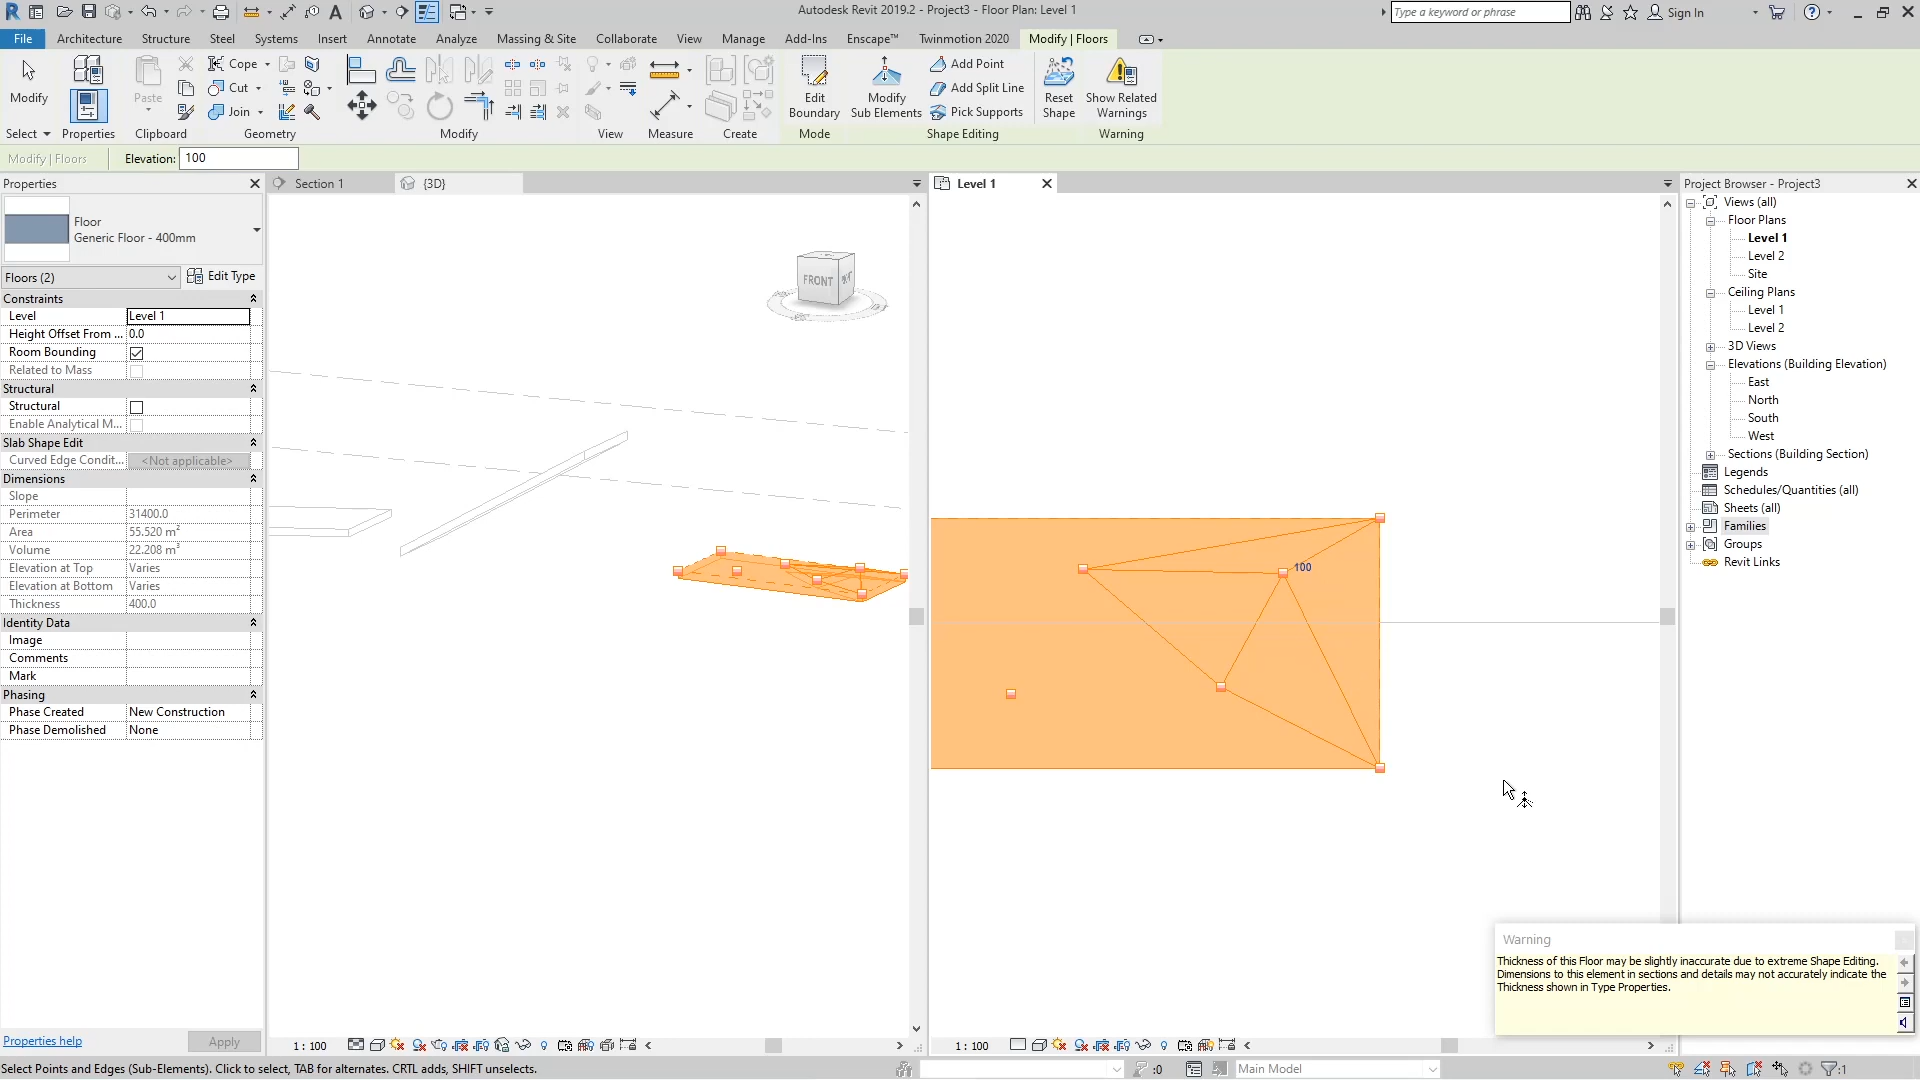 Autodesk Revit 2019.2 - Project3 - Floor Plan: Level 1
Type a keyword or phrase
Sign In
File
Architecture
Structure
Steel
Systems
Insert
Annotate
Analyze
Massing & Site
Collaborate
View
Manage
Add-Ins
Enscape™
Twinmotion 2020
Modify | Floors
Modify
Select
Properties
Paste
Clipboard
Cope
Cut
Join
Geometry
Modify
View
Measure
Create
Edit
Boundary
Mode
Modify
Sub Elements
Add Point
Add Split Line
Pick Supports
Shape Editing
Reset
Shape
Show Related
Warnings
Warning
Modify | Floors
Elevation: 100
Properties
Floor
Generic Floor - 400mm
Floors (2)
Edit Type
Constraints
Level Level 1
Height Offset From ... 0.0
Room Bounding
Related to Mass
Structural
Structural
Enable Analytical M...
Slab Shape Edit
Curved Edge Condit... <Not applicable>
Dimensions
Slope
Perimeter 31400.0
Area 55.520 m²
Volume 22.208 m³
Elevation at Top Varies
Elevation at Bottom Varies
Thickness 400.0
Identity Data
Image
Comments
Mark
Phasing
Phase Created New Construction
Phase Demolished None
Properties help
Apply
Section 1
{3D}
FRONT
1 : 100
Level 1
100
1 : 100
Project Browser - Project3
Views (all)
Floor Plans
Level 1
Level 2
Site
Ceiling Plans
Level 1
Level 2
3D Views
Elevations (Building Elevation)
East
North
South
West
Sections (Building Section)
Legends
Schedules/Quantities (all)
Sheets (all)
Families
Groups
Revit Links
Warning
Thickness of this Floor may be slightly inaccurate due to extreme Shape Editing.
Dimensions to this element in sections and details may not accurately indicate the
Thickness shown in Type Properties.
Select Points and Edges (Sub-Elements). Click to select, TAB for alternates. CRTL adds, SHIFT unselects.
:0
Main Model
:1